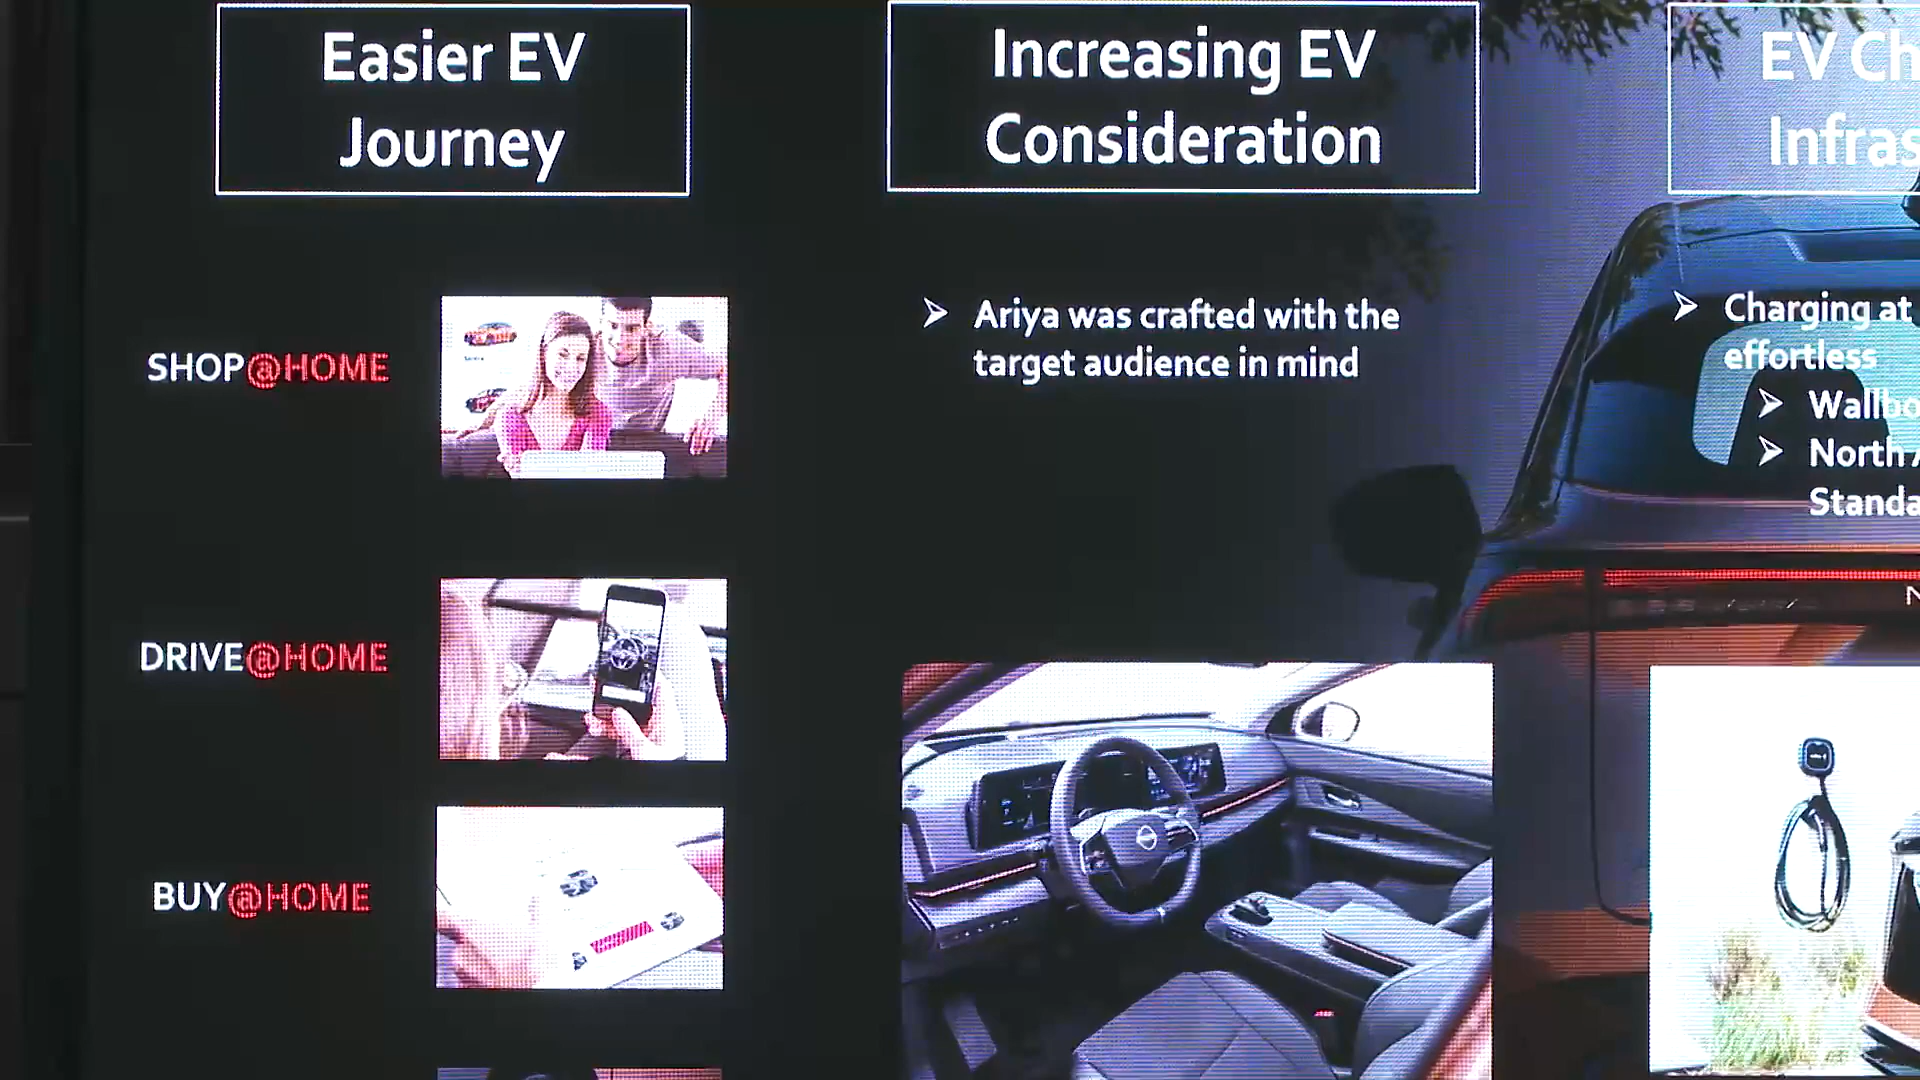 Easier EV
Journey
SHOP@HOME
DRIVE@HOME
BUY@HOME
Increasing EV
Consideration
➢ Ariya was crafted with the
target audience in mind
EV Ch
Infras
➢ Charging at
effortless
➢ Wallbo
➢ North A
Standa